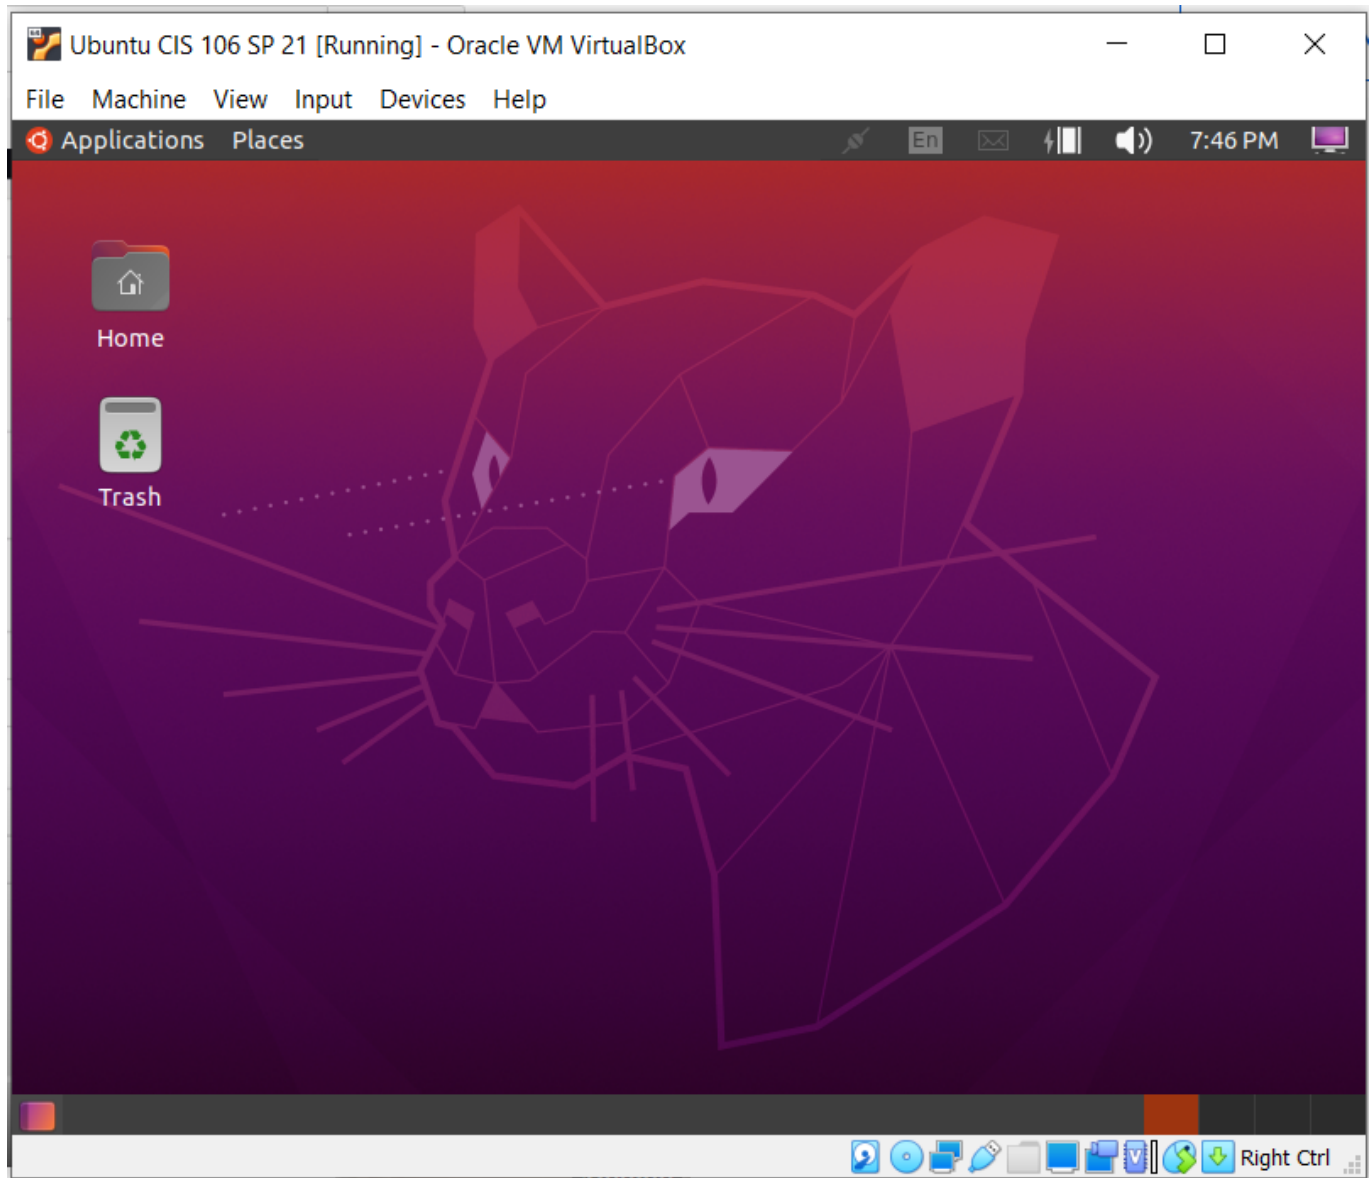 Ubuntu CIS 106 SP 21 [Running] - Oracle VM VirtualBox
File Machine View Input Devices Help
Applications Places En 7:46 PM
Home
Trash
Right Ctrl